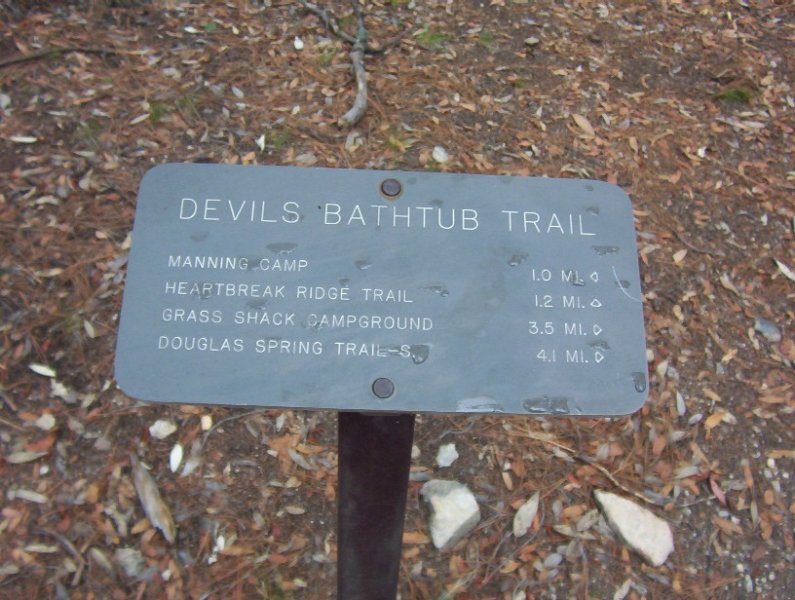 DEVILS BATHTUB TRAIL
MANNING CAMP 1.0 MI.
HEARTBREAK RIDGE TRAIL 1.2 MI.
GRASS SHACK CAMPGROUND 3.5 MI.
DOUGLAS SPRING TRAIL-S. 4.1 MI.